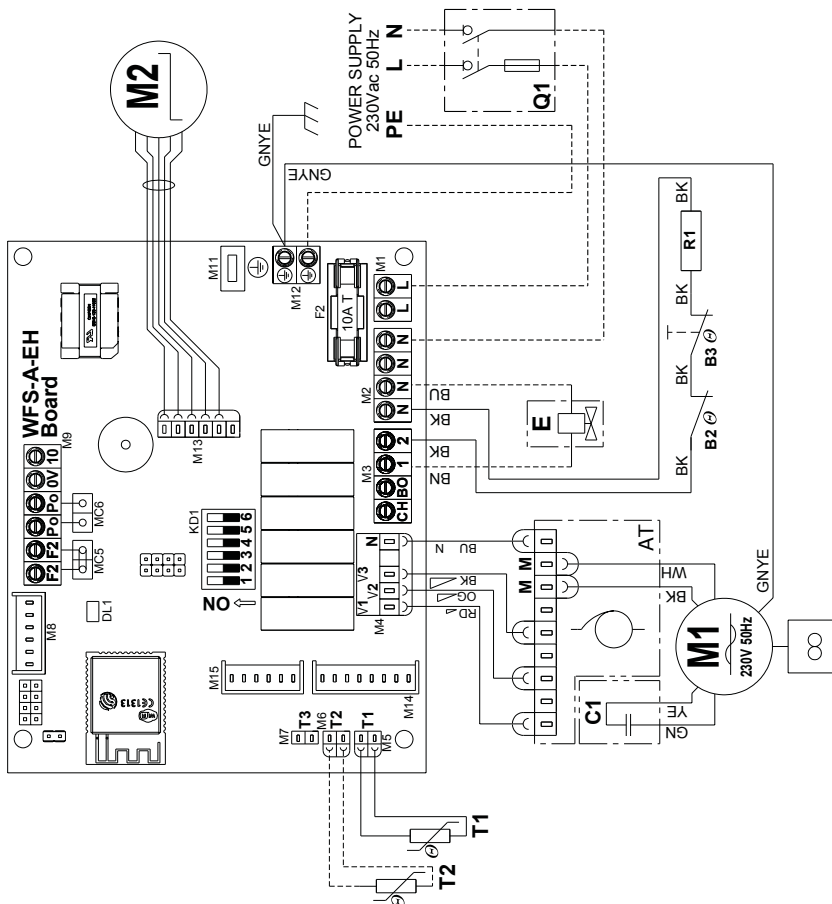 M2
POWER SUPPLY
230Vac 50Hz
PE L N
Q1
GNYE
GNYE
WFS-A-EH
Board
M9
F2 F2 Po Po 0V 10
MC5 MC6
M8
DL1
M13
M11
M12
F2
10A T
M1
L L
M2
N N N N
M3
CH BO 1 2
KD1
1 2 3 4 5 6
ON
V1 V2 V3 N
M4
M15
M14
M7 T3
M6 T2
M5 T1
CE1313
T1
T2
RD OG BK BU N
BN BK BK BU
E
BK B2 BK B3 BK R1 BK
AT
M M
BK WH
C1
GN YE
M1
230V 50Hz
GNYE